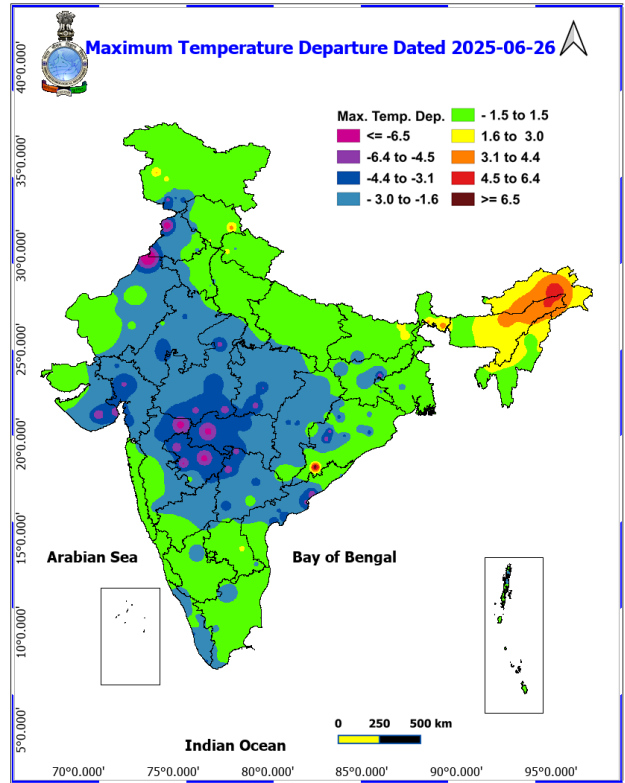 Maximum Temperature Departure Dated 2025-06-26
Max. Temp. Dep.
<= -6.5
-6.4 to -4.5
-4.4 to -3.1
- 3.0 to -1.6
- 1.5 to 1.5
1.6 to 3.0
3.1 to 4.4
4.5 to 6.4
>= 6.5
40°0.000'
35°0.000'
30°0.000'
25°0.000'
20°0.000'
15°0.000'
10°0.000'
5°0.000'
Arabian Sea
Bay of Bengal
Indian Ocean
0 250 500 km
70°0.000' 75°0.000' 80°0.000' 85°0.000' 90°0.000' 95°0.000'